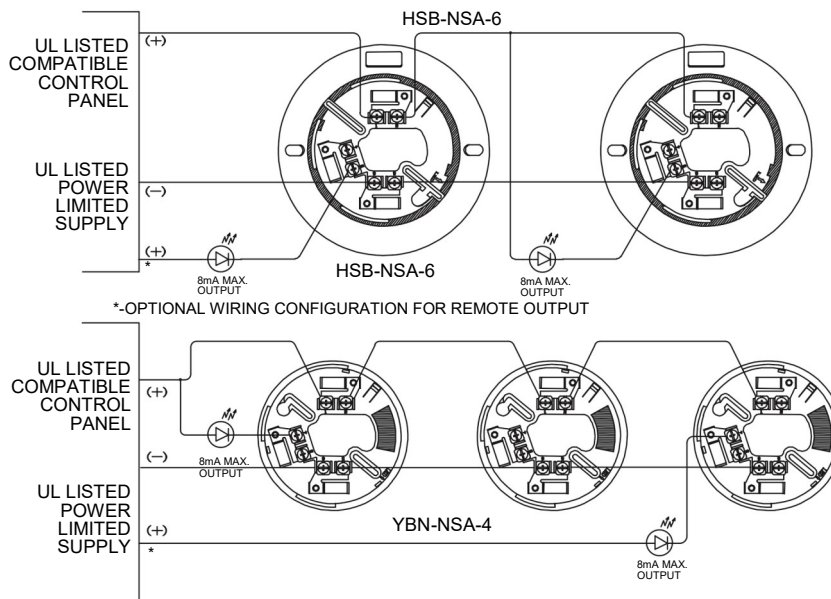 HSB-NSA-6
UL LISTED
COMPATIBLE
CONTROL
PANEL
(+)
UL LISTED
POWER
LIMITED
SUPPLY
(−)
(+)
*
8mA MAX.
OUTPUT
HSB-NSA-6
8mA MAX.
OUTPUT
*-OPTIONAL WIRING CONFIGURATION FOR REMOTE OUTPUT
UL LISTED
COMPATIBLE
CONTROL
PANEL
(+)
8mA MAX.
OUTPUT
(−)
UL LISTED
POWER
LIMITED
SUPPLY
(+)
*
YBN-NSA-4
8mA MAX.
OUTPUT